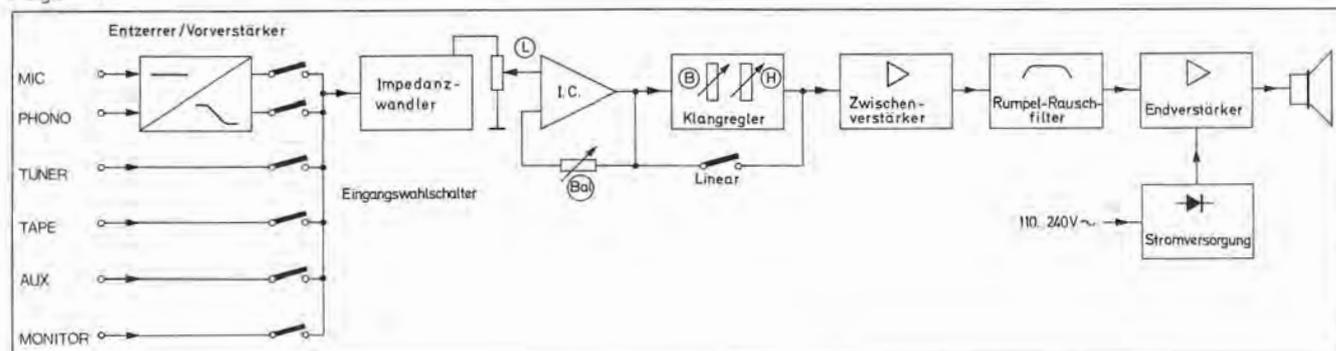 Entzerrer/Vorverstärker
MIC
PHONO
TUNER
TAPE
AUX
MONITOR
Eingangswahlschalter
Impedanz-
wandler
L
I.C.
Bal
B
H
Klangregler
Linear
Zwischen-
verstärker
Rumpel-Rausch-
filter
Endverstärker
110...240V~
Stromversorgung